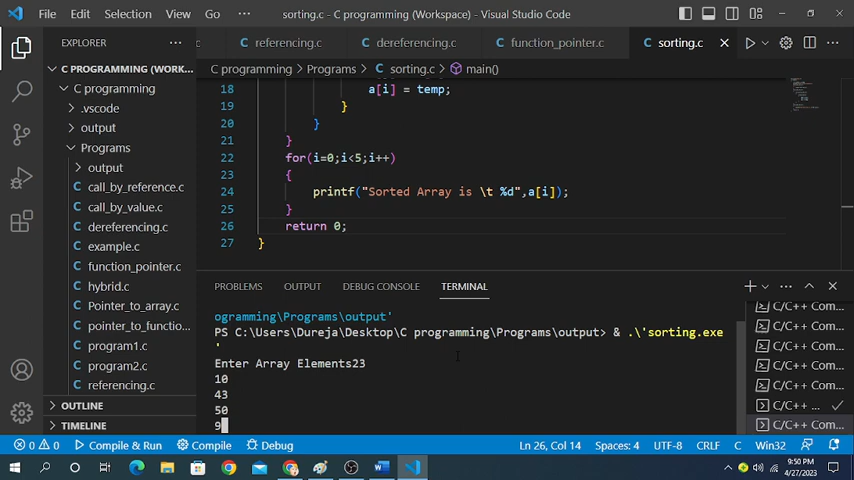 File Edit Selection View Go ... sorting.c - C programming (Workspace) - Visual Studio Code
EXPLORER ... c referencing.c dereferencing.c function_pointer.c sorting.c
C PROGRAMMING (WORK... C programming > Programs > sorting.c > main()
C programming
.vscode
output
Programs
output
call_by_reference.c
call_by_value.c
dereferencing.c
example.c
function_pointer.c
hybrid.c
Pointer_to_array.c
pointer_to_functio...
program1.c
program2.c
referencing.c
OUTLINE
TIMELINE
18 a[i] = temp;
19 }
20 }
21 }
22 for(i=0;i<5;i++)
23 {
24 printf("Sorted Array is \t %d",a[i]);
25 }
26 return 0;
27 }
PROBLEMS OUTPUT DEBUG CONSOLE TERMINAL
ogramming\Programs\output'
PS C:\Users\Dureja\Desktop\C programming\Programs\output> & .\'sorting.exe
'
Enter Array Elements23
10
43
50
9
C/C++ Com...
C/C++ Com...
C/C++ Com...
C/C++ Com...
C/C++ Com...
C/C++ ...
C/C++ Com...
0 0 Compile & Run Compile Debug Ln 26, Col 14 Spaces: 4 UTF-8 CRLF C Win32
9:50 PM
4/27/2023